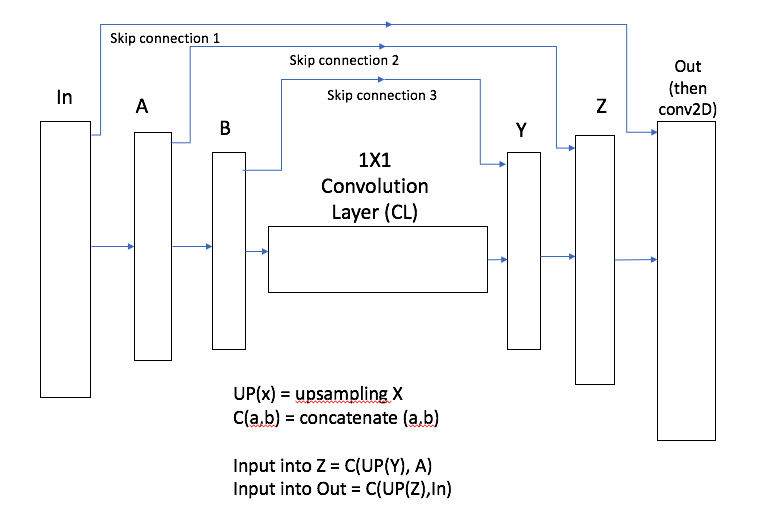 Skip connection 1
Skip connection 2
Skip connection 3
In
A
B
1X1
Convolution
Layer (CL)
Y
Z
Out
(then
conv2D)
UP(x) = upsampling X
C(a,b) = concatenate (a,b)
Input into Z = C(UP(Y), A)
Input into Out = C(UP(Z),In)